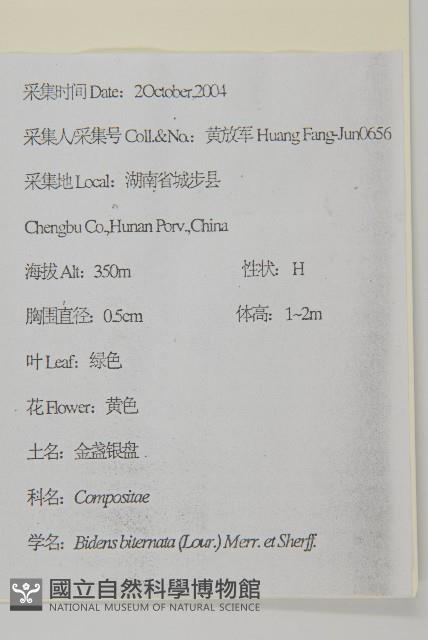 采集时间 Date：2October,2004
采集人/采集号 Coll.&No.：黄放军 Huang Fang-Jun0656
采集地 Local：湖南省城步县
Chengbu Co.,Hunan Porv.,China
海拔 Alt：350m 性状：H
胸围直径：0.5cm 体高：1~2m
叶 Leaf：绿色
花 Flower：黄色
土名：金盏银盘
科名：Compositae
学名：Bidens biternata (Lour.) Merr. et Sherff.
國立自然科學博物館
NATIONAL MUSEUM OF NATURAL SCIENCE